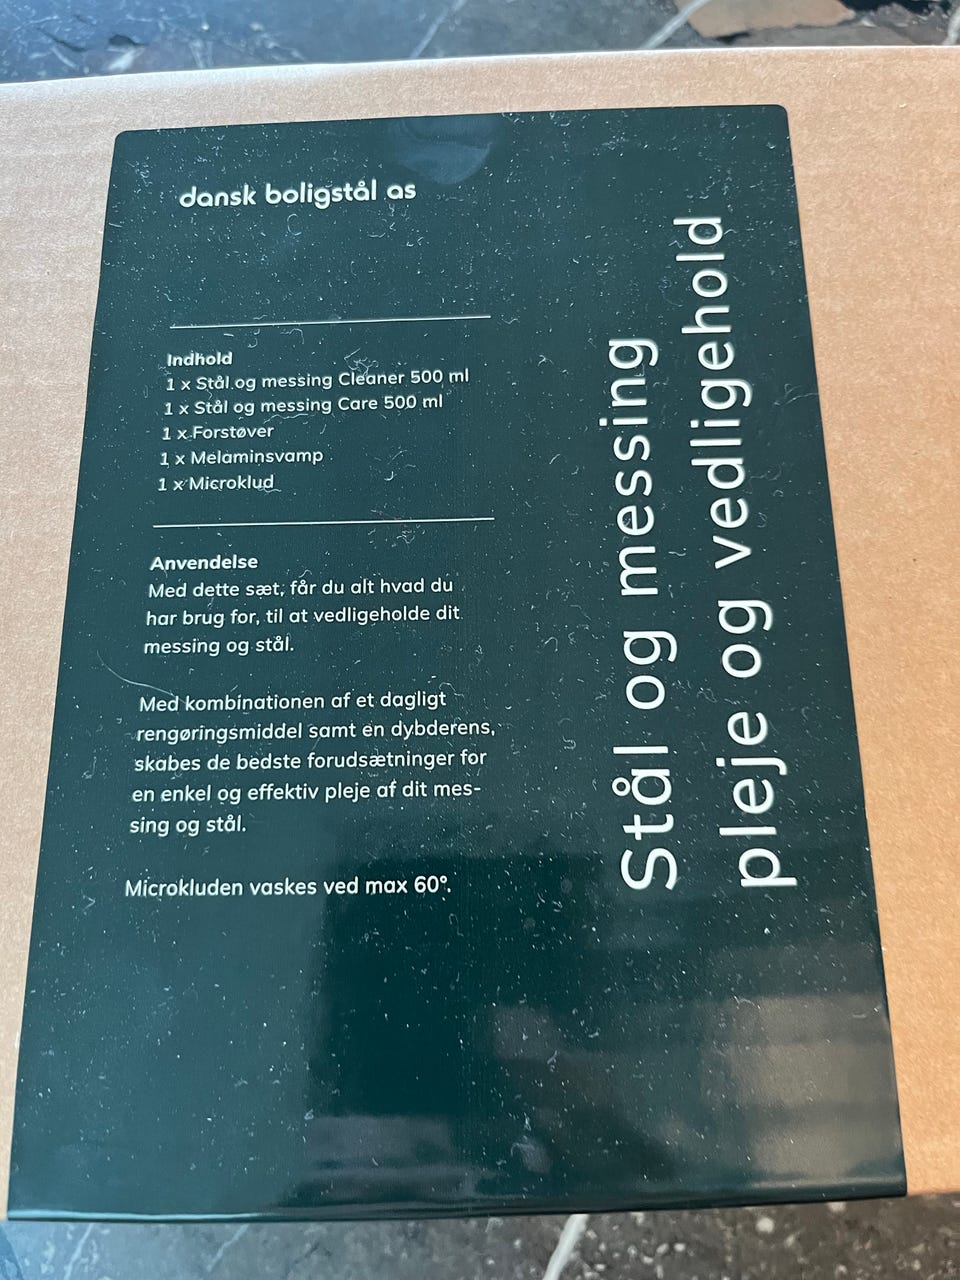 dansk boligstål as
Indhold
1 x Stål og messing Cleaner 500 ml
1 x Stål og messing Care 500 ml
1 x Forstøver
1 x Melaminsvamp
1 x Microklud
Anvendelse
Med dette sæt, får du alt hvad du
har brug for, til at vedligeholde dit
messing og stål.
Med kombinationen af et dagligt
rengøringsmiddel samt en dybderens,
skabes de bedste forudsætninger for
en enkel og effektiv pleje af dit mes-
sing og stål.
Microkluden vaskes ved max 60°.
Stål og messing
pleje og vedligehold